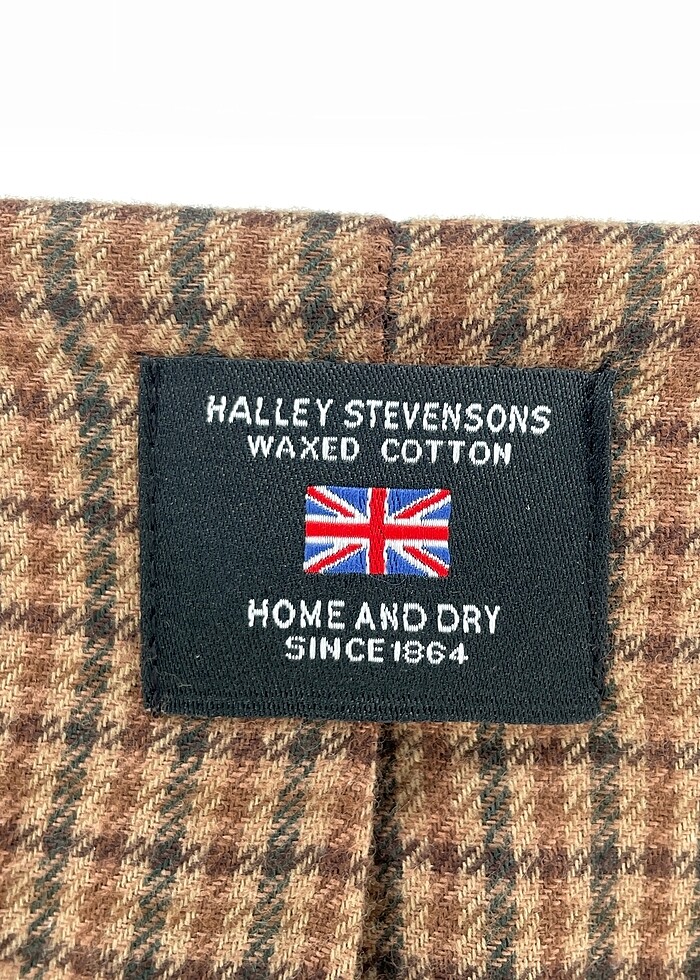 HALLEY STEVENSONS
WAXED COTTON
HOME AND DRY
SINCE 1864